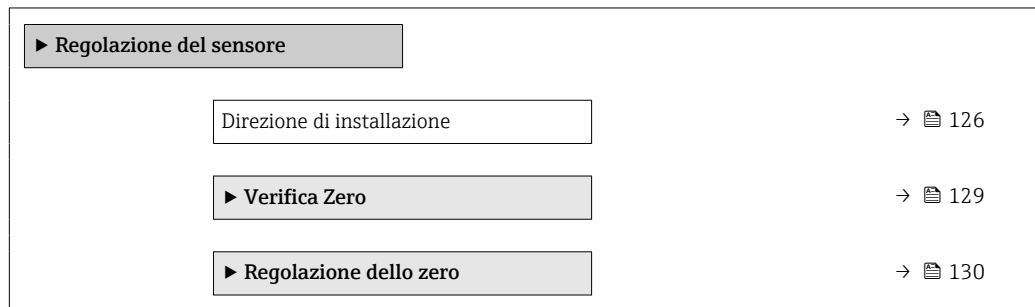 ▶ Regolazione del sensore
Direzione di installazione → 126
▶ Verifica Zero → 129
▶ Regolazione dello zero → 130